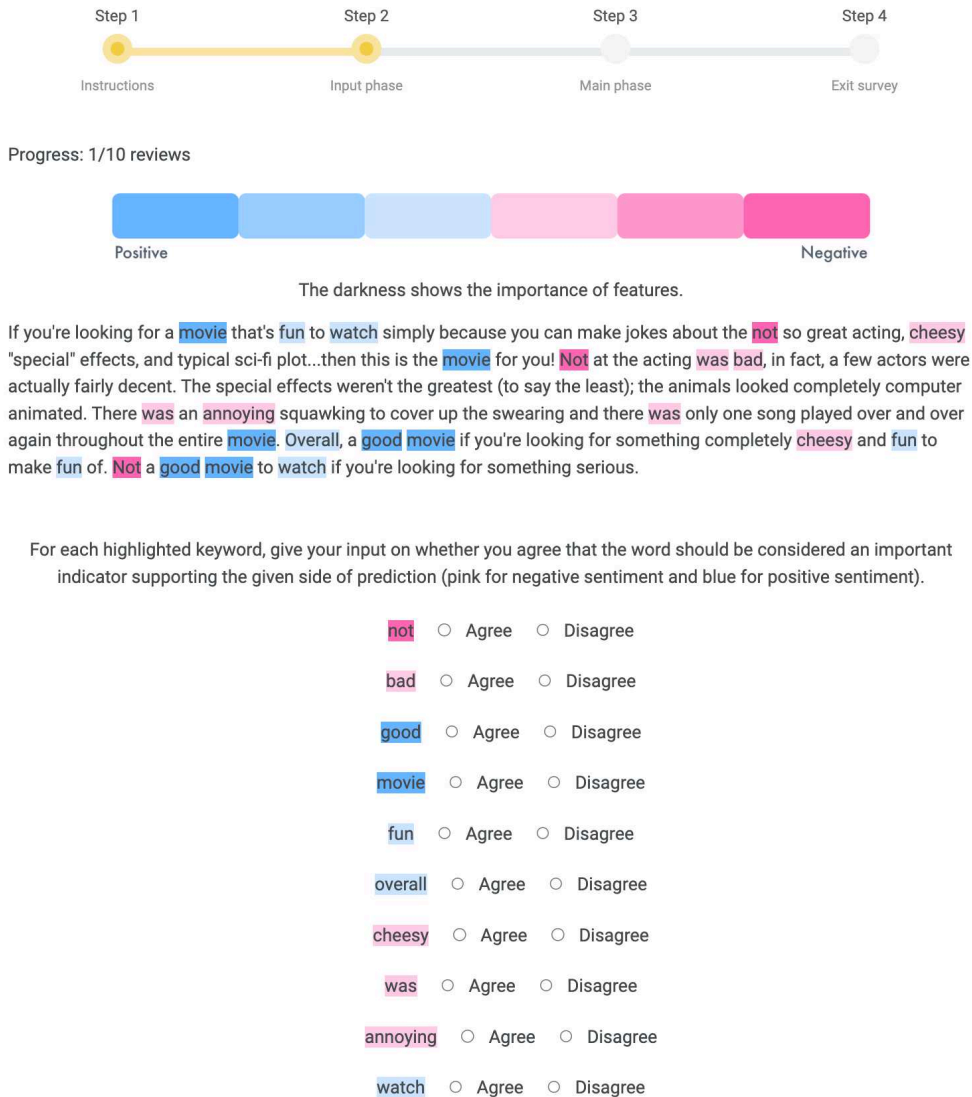 Step 1 Step 2 Step 3 Step 4
Instructions Input phase Main phase Exit survey
Progress: 1/10 reviews
Positive Negative
The darkness shows the importance of features.
If you're looking for a movie that's fun to watch simply because you can make jokes about the not so great acting, cheesy
"special" effects, and typical sci-fi plot...then this is the movie for you! Not at the acting was bad, in fact, a few actors were
actually fairly decent. The special effects weren't the greatest (to say the least); the animals looked completely computer
animated. There was an annoying squawking to cover up the swearing and there was only one song played over and over
again throughout the entire movie. Overall, a good movie if you're looking for something completely cheesy and fun to
make fun of. Not a good movie to watch if you're looking for something serious.
For each highlighted keyword, give your input on whether you agree that the word should be considered an important
indicator supporting the given side of prediction (pink for negative sentiment and blue for positive sentiment).
not Agree Disagree
bad Agree Disagree
good Agree Disagree
movie Agree Disagree
fun Agree Disagree
overall Agree Disagree
cheesy Agree Disagree
was Agree Disagree
annoying Agree Disagree
watch Agree Disagree